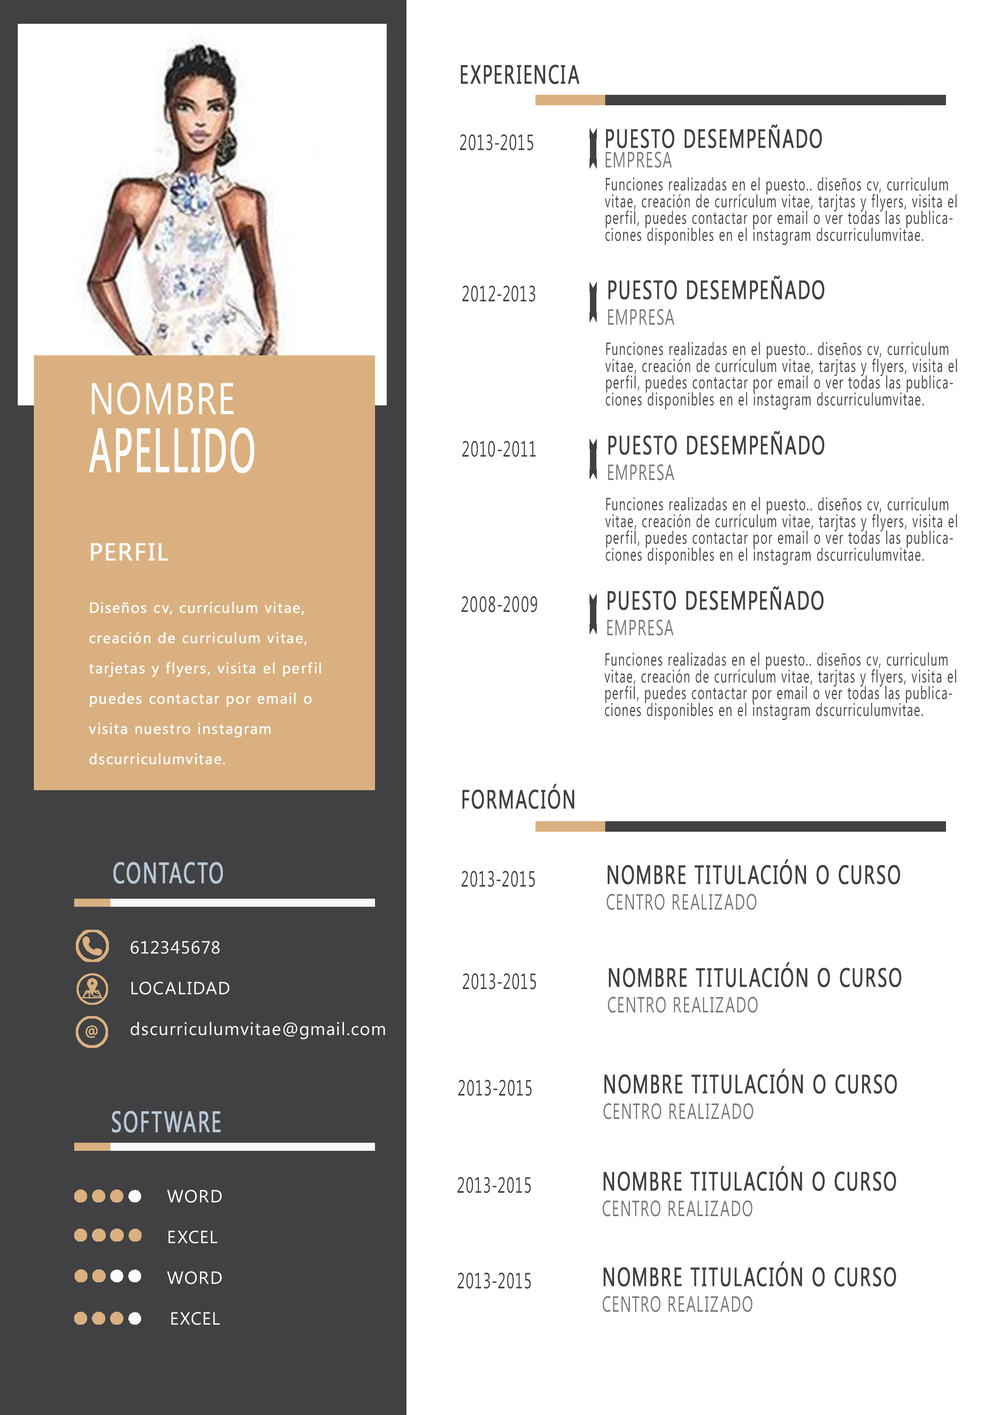 NOMBRE
APELLIDO
PERFIL
Diseños cv, currículum vitae,
creación de curriculum vitae,
tarjetas y flyers, visita el perfil
puedes contactar por email o
visita nuestro instagram
dscurriculumvitae.
CONTACTO
612345678
LOCALIDAD
@
dscurriculumvitae@gmail.com
SOFTWARE
WORD
EXCEL
WORD
EXCEL
EXPERIENCIA
2013-2015
PUESTO DESEMPEÑADO
EMPRESA
Funciones realizadas en el puesto.. diseños cv, curriculum
vitae, creación de currículum vitae, tarjtas y flyers, visita el
perfil, puedes contactar por email o ver todas las publica-
ciones disponibles en el instagram dscurriculumvitae.
2012-2013
PUESTO DESEMPEÑADO
EMPRESA
Funciones realizadas en el puesto.. diseños cv, curriculum
vitae, creación de currículum vitae, tarjtas y flyers, visita el
perfil, puedes contactar por email o ver todas las publica-
ciones disponibles en el instagram dscurriculumvitae.
2010-2011
PUESTO DESEMPEÑADO
EMPRESA
Funciones realizadas en el puesto.. diseños cv, curriculum
vitae, creación de currículum vitae, tarjtas y flyers, visita el
perfil, puedes contactar por email o ver todas las publica-
ciones disponibles en el instagram dscurriculumvitae.
2008-2009
PUESTO DESEMPEÑADO
EMPRESA
Funciones realizadas en el puesto.. diseños cv, curriculum
vitae, creación de currículum vitae, tarjtas y flyers, visita el
perfil, puedes contactar por email o ver todas las publica-
ciones disponibles en el instagram dscurriculumvitae.
FORMACIÓN
2013-2015
NOMBRE TITULACIÓN O CURSO
CENTRO REALIZADO
2013-2015
NOMBRE TITULACIÓN O CURSO
CENTRO REALIZADO
2013-2015
NOMBRE TITULACIÓN O CURSO
CENTRO REALIZADO
2013-2015
NOMBRE TITULACIÓN O CURSO
CENTRO REALIZADO
2013-2015
NOMBRE TITULACIÓN O CURSO
CENTRO REALIZADO